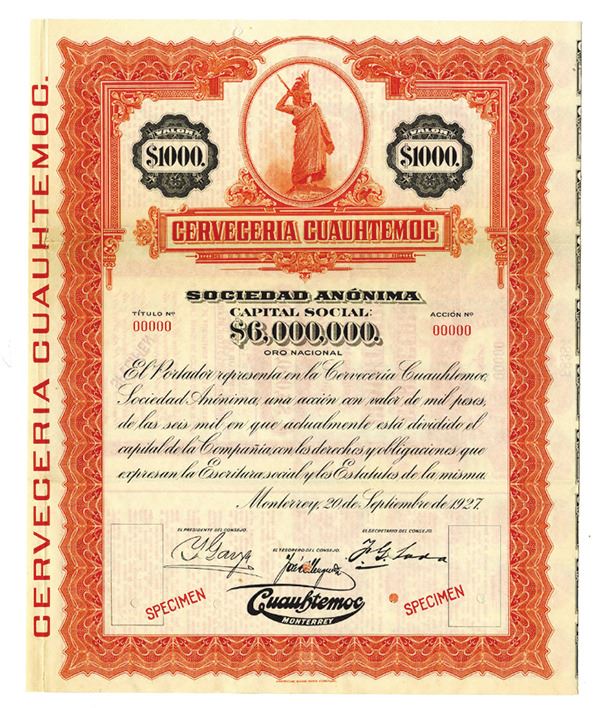 CERVECERIA CUAUHTEMOC.
VALOR
$1000.
VALOR
$1000.
CERVECERIA CUAUHTEMOC
SOCIEDAD ANÓNIMA
TÍTULO Nº
00000
CAPITAL SOCIAL:
$6,000,000.
ORO NACIONAL
ACCIÓN Nº
00000
El Portador representa en la Cervecería Cuauhtemoc,
Sociedad Anónima, una acción con valor de mil pesos,
de las seis mil en que actualmente está dividido el
capital de la Compañía, con los derechos y obligaciones que
expresan la Escritura social y los Estatutos de la misma.
Monterrey, 20 de Septiembre de 1927.
EL PRESIDENTE DEL CONSEJO.
EL TESORERO DEL CONSEJO.
EL SECRETARIO DEL CONSEJO.
SPECIMEN
Cuauhtemoc
MONTERREY
SPECIMEN
AMERICAN BANK NOTE COMPANY.